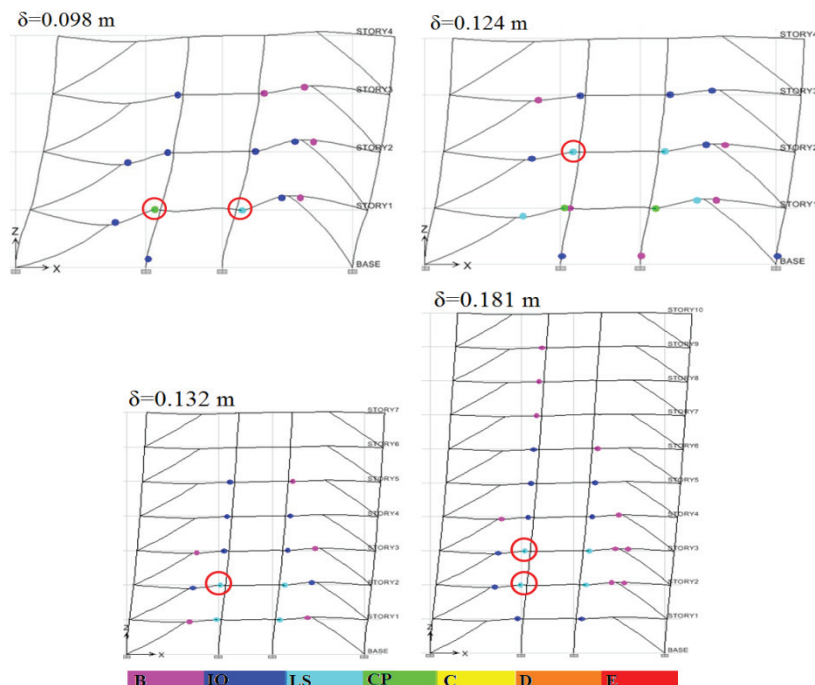 δ=0.098 m
STORY4
STORY3
STORY2
STORY1
BASE
Z
X
δ=0.124 m
STORY4
STORY3
STORY2
STORY1
BASE
Z
X
δ=0.132 m
STORY7
STORY6
STORY5
STORY4
STORY3
STORY2
STORY1
BASE
Z
X
δ=0.181 m
STORY10
STORY9
STORY8
STORY7
STORY6
STORY5
STORY4
STORY3
STORY2
STORY1
BASE
Z
X
B IO LS CP C D E